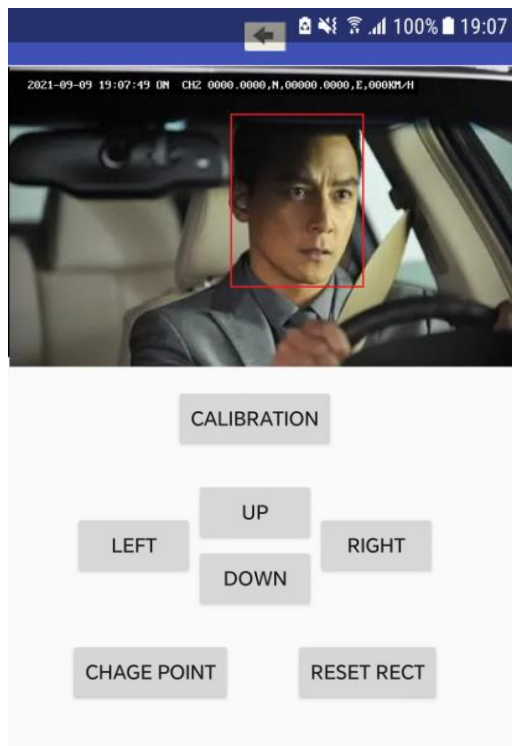 100% 19:07
2021-09-09 19:07:49 ON CHZ 0000.0000,N,00000.0000,E,000KM/H
CALIBRATION
UP
LEFT
RIGHT
DOWN
CHAGE POINT
RESET RECT